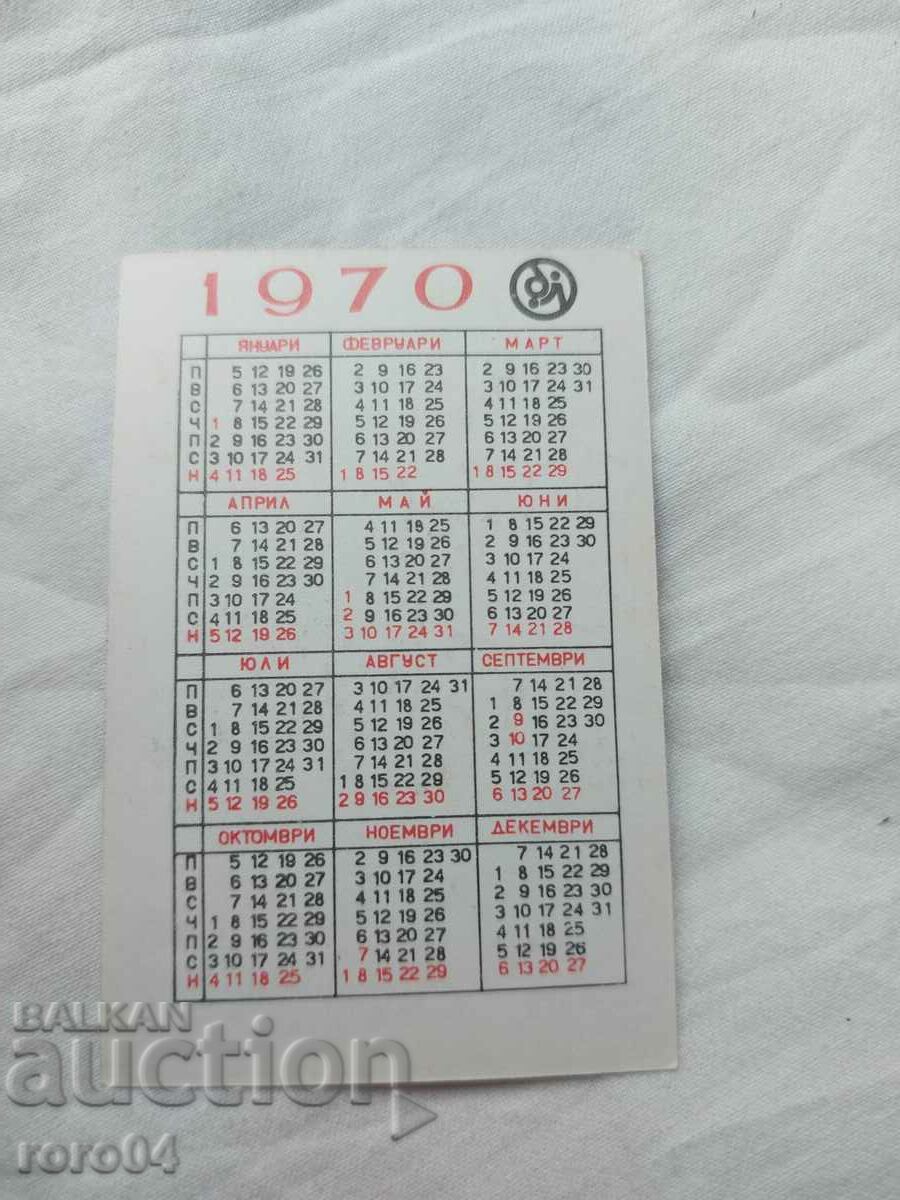 1970
ЯНУАРИ ФЕВРУАРИ МАРТ
П 5 12 19 26 2 9 16 23 2 9 16 23 30
В 6 13 20 27 3 10 17 24 3 10 17 24 31
С 7 14 21 28 4 11 18 25 4 11 18 25
Ч 1 8 15 22 29 5 12 19 26 5 12 19 26
П 2 9 16 23 30 6 13 20 27 6 13 20 27
С 3 10 17 24 31 7 14 21 28 7 14 21 28
Н 4 11 18 25 1 8 15 22 1 8 15 22 29
АПРИЛ МАЙ ЮНИ
П 6 13 20 27 4 11 18 25 1 8 15 22 29
В 7 14 21 28 5 12 19 26 2 9 16 23 30
С 1 8 15 22 29 6 13 20 27 3 10 17 24
Ч 2 9 16 23 30 7 14 21 28 4 11 18 25
П 3 10 17 24 1 8 15 22 29 5 12 19 26
С 4 11 18 25 2 9 16 23 30 6 13 20 27
Н 5 12 19 26 3 10 17 24 31 7 14 21 28
ЮЛИ АВГУСТ СЕПТЕМВРИ
П 6 13 20 27 3 10 17 24 31 7 14 21 28
В 7 14 21 28 4 11 18 25 1 8 15 22 29
С 1 8 15 22 29 5 12 19 26 2 9 16 23 30
Ч 2 9 16 23 30 6 13 20 27 3 10 17 24
П 3 10 17 24 31 7 14 21 28 4 11 18 25
С 4 11 18 25 1 8 15 22 29 5 12 19 26
Н 5 12 19 26 2 9 16 23 30 6 13 20 27
ОКТОМВРИ НОЕМВРИ ДЕКЕМВРИ
П 5 12 19 26 2 9 16 23 30 7 14 21 28
В 6 13 20 27 3 10 17 24 1 8 15 22 29
С 7 14 21 28 4 11 18 25 2 9 16 23 30
Ч 1 8 15 22 29 5 12 19 26 3 10 17 24 31
П 2 9 16 23 30 6 13 20 27 4 11 18 25
С 3 10 17 24 31 7 14 21 28 5 12 19 26
Н 4 11 18 25 1 8 15 22 29 6 13 20 27
BALKAN
auction
roro04